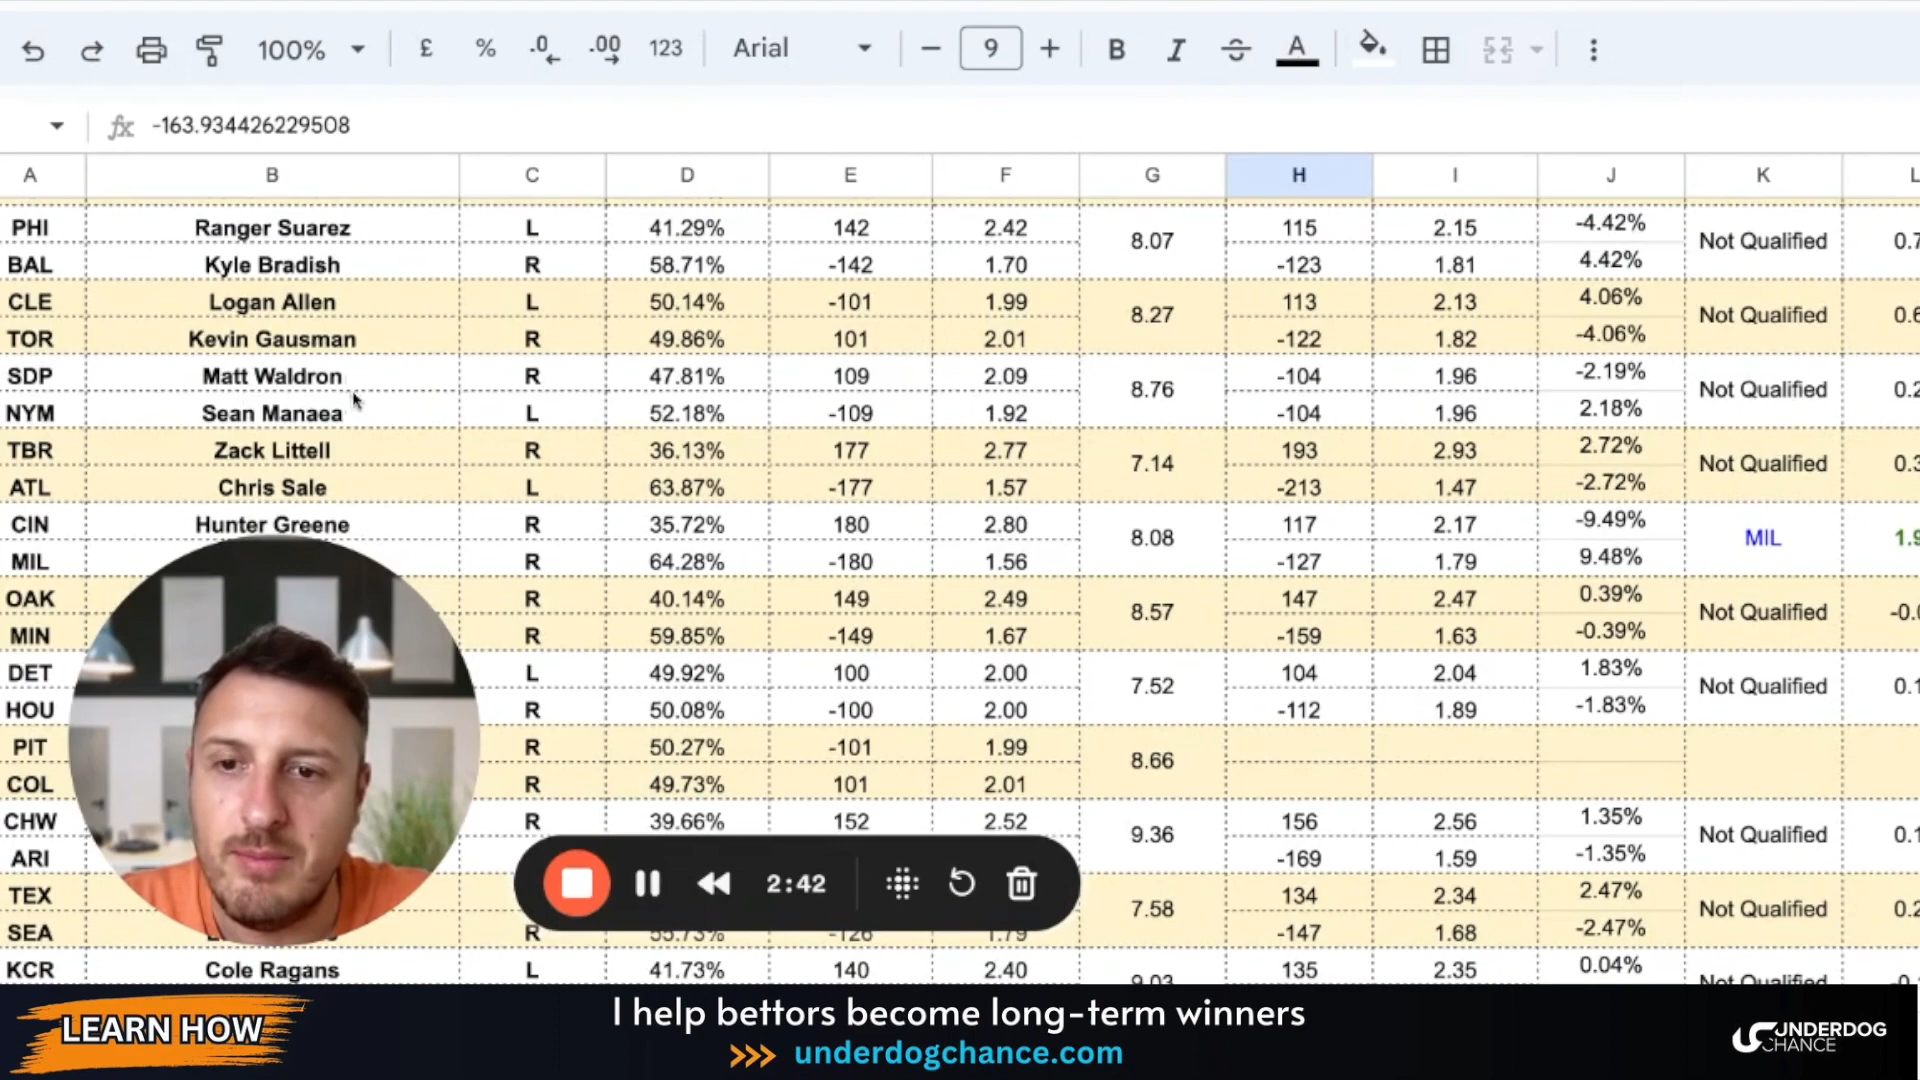 100% £ % .0 .00 123 Arial 9 B I A
fx -163.934426229508
A B C D E F G H I J K L
PHI Ranger Suarez L 41.29% 142 2.42 8.07 115 2.15 -4.42% Not Qualified
BAL Kyle Bradish R 58.71% -142 1.70 -123 1.81 4.42%
CLE Logan Allen L 50.14% -101 1.99 8.27 113 2.13 4.06% Not Qualified
TOR Kevin Gausman R 49.86% 101 2.01 -122 1.82 -4.06%
SDP Matt Waldron R 47.81% 109 2.09 8.76 -104 1.96 -2.19% Not Qualified
NYM Sean Manaea L 52.18% -109 1.92 -104 1.96 2.18%
TBR Zack Littell R 36.13% 177 2.77 7.14 193 2.93 2.72% Not Qualified
ATL Chris Sale L 63.87% -177 1.57 -213 1.47 -2.72%
CIN Hunter Greene R 35.72% 180 2.80 8.08 117 2.17 -9.49% MIL
MIL R 64.28% -180 1.56 -127 1.79 9.48%
OAK R 40.14% 149 2.49 8.57 147 2.47 0.39% Not Qualified
MIN R 59.85% -149 1.67 -159 1.63 -0.39%
DET L 49.92% 100 2.00 7.52 104 2.04 1.83% Not Qualified
HOU R 50.08% -100 2.00 -112 1.89 -1.83%
PIT R 50.27% -101 1.99 8.66
COL R 49.73% 101 2.01
CHW R 39.66% 152 2.52 9.36 156 2.56 1.35% Not Qualified
ARI -169 1.59 -1.35%
2:42
TEX 7.58 134 2.34 2.47% Not Qualified
SEA R 55.73% -126 1.79 -147 1.68 -2.47%
KCR Cole Ragans L 41.73% 140 2.40 9.03 135 2.35 0.04% Not Qualified
LEARN HOW
I help bettors become long-term winners
>>> underdogchance.com
UNDERDOG
CHANCE